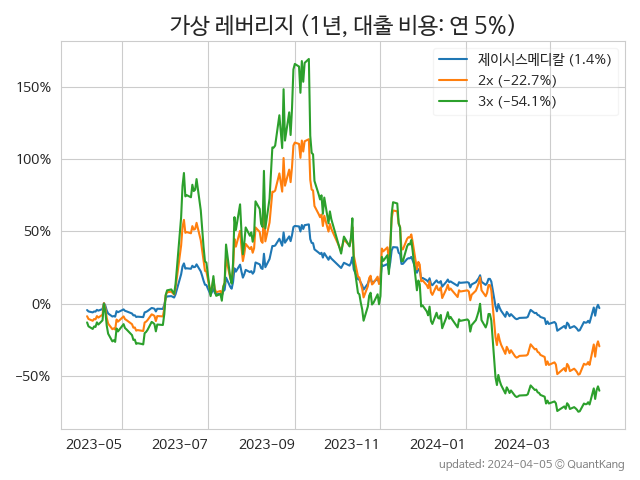 가상 레버리지 (1년, 대출 비용: 연 5%)
제이시스메디칼 (1.4%)
2x (−22.7%)
3x (−54.1%)
150%
100%
50%
0%
−50%
2023-05 2023-07 2023-09 2023-11 2024-01 2024-03
updated: 2024-04-05 © QuantKang